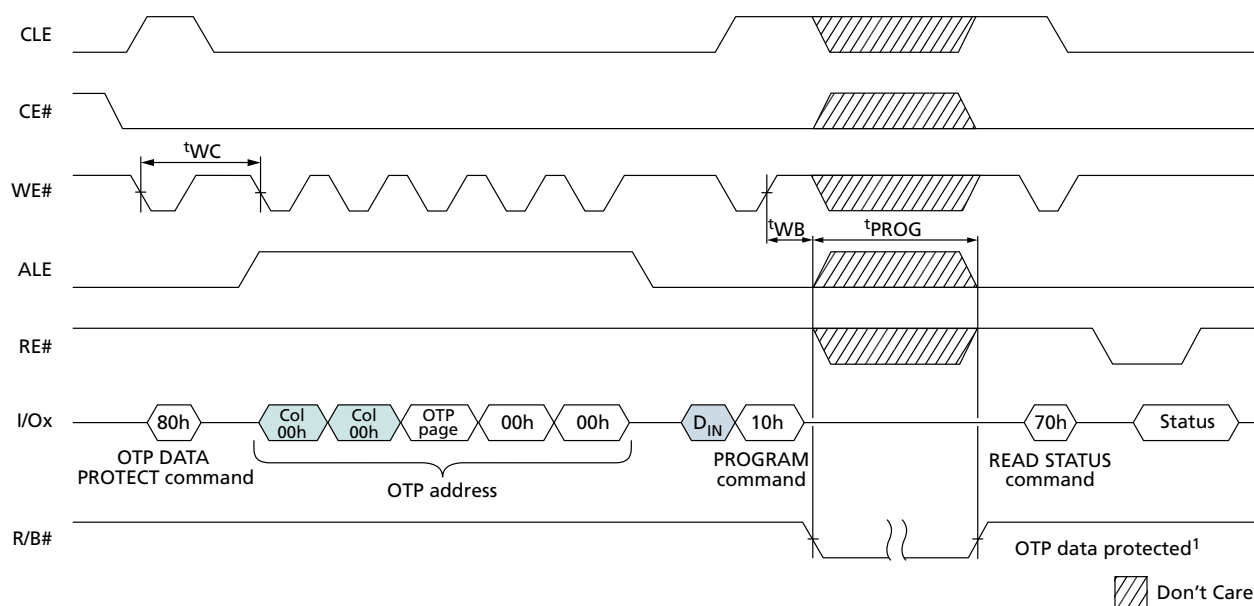 CLE
CE#
tWC
WE#
tWB
tPROG
ALE
RE#
I/Ox
80h
Col 00h
Col 00h
OTP page
00h
00h
DIN
10h
70h
Status
OTP DATA
PROTECT command
OTP address
PROGRAM
command
READ STATUS
command
R/B#
OTP data protected1
Don't Care